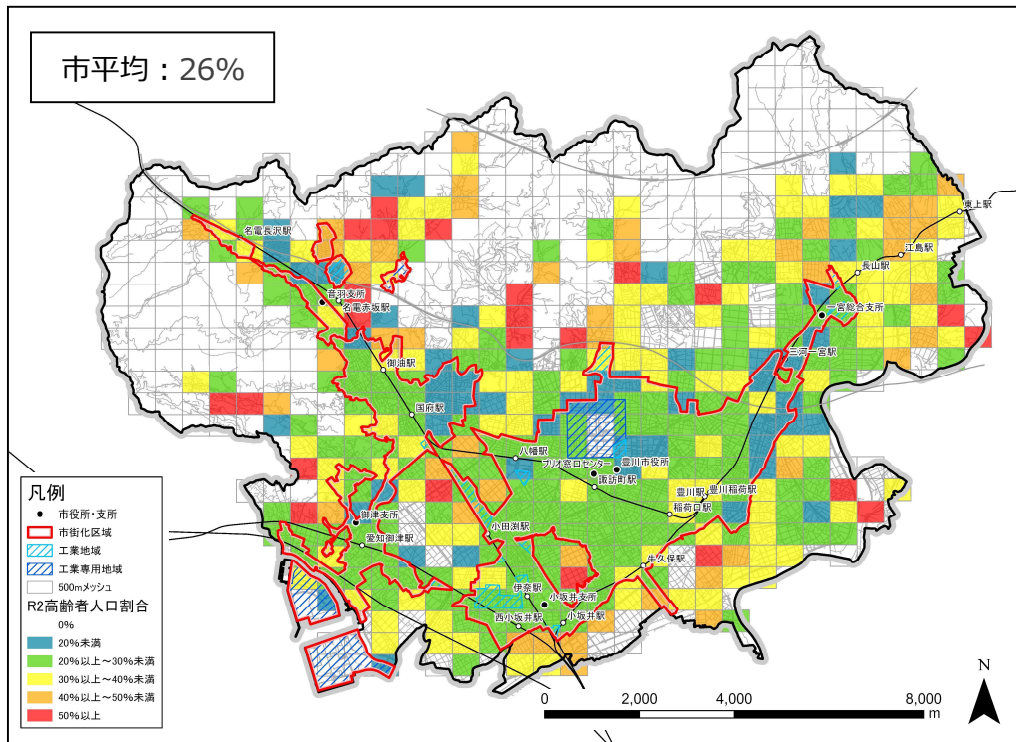 市平均：26%
東上駅
名電長沢駅
江島駅
長山駅
音羽支所
名電赤坂駅
一宮総合支所
三河一宮駅
御油駅
国府駅
八幡駅
プリオ窓口センター
豊川市役所
諏訪町駅
豊川駅
豊川稲荷駅
稲荷口駅
御津支所
小田渕駅
愛知御津駅
牛久保駅
伊奈駅
小坂井支所
西小坂井駅
小坂井駅
凡例
市役所・支所
市街化区域
工業地域
工業専用地域
500mメッシュ
R2高齢者人口割合
0%
20%未満
20%以上～30%未満
30%以上～40%未満
40%以上～50%未満
50%以上
0 2,000 4,000 8,000
m
N